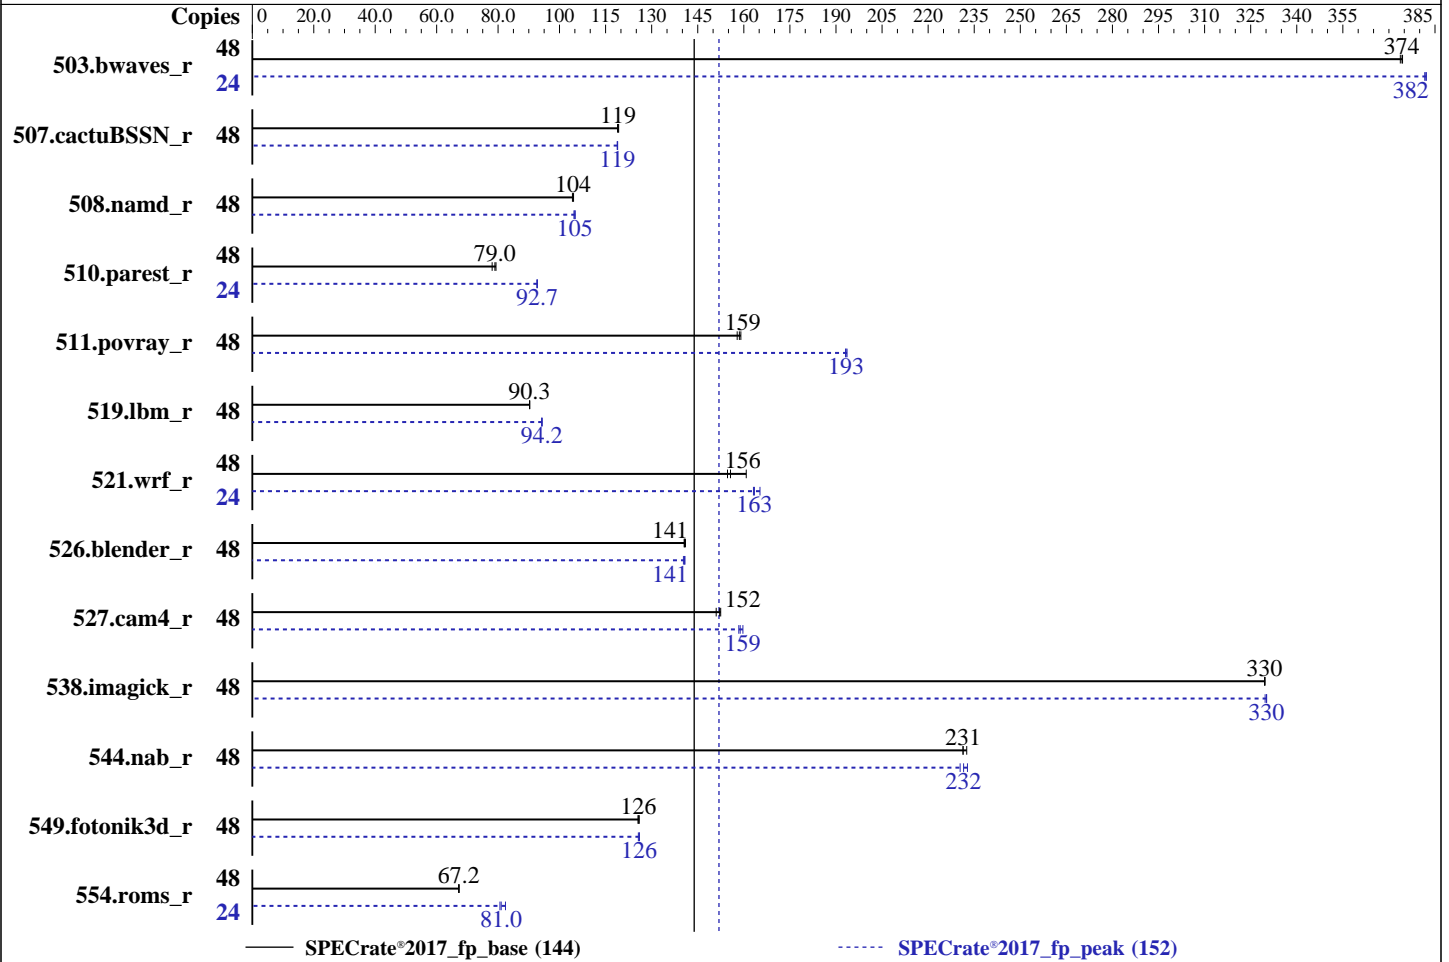 Copies 0 20.0 40.0 60.0 80.0 100 115 130 145 160 175 190 205 220 235 250 265 280 295 310 325 340 355 385
503.bwaves_r 48 374
24 382
507.cactuBSSN_r 48 119
119
508.namd_r 48 104
105
510.parest_r 48 79.0
24 92.7
511.povray_r 48 159
193
519.lbm_r 48 90.3
94.2
521.wrf_r 48 156
24 163
526.blender_r 48 141
141
527.cam4_r 48 152
159
538.imagick_r 48 330
330
544.nab_r 48 231
232
549.fotonik3d_r 48 126
126
554.roms_r 48 67.2
24 81.0
SPECrate®2017_fp_base (144) SPECrate®2017_fp_peak (152)